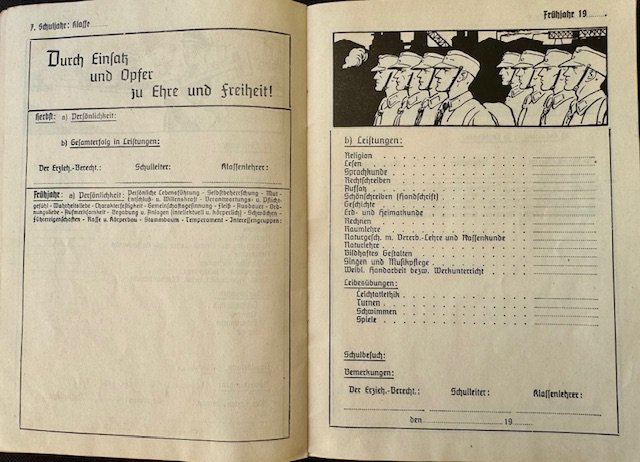 7. Schuljahr: Klasse
Durch Einsatz
und Opfer
zu Ehre und Freiheit!
Herbst: a) Persönlichkeit:
b) Gesamterfolg in Leistungen:
Der Erzieh.-Berecht.: Schulleiter: Klassenlehrer:
Frühjahr: a) Persönlichkeit: Persönliche Lebensführung - Selbstbeherrschung - Mut -
Entschluß- u. Willenskraft - Verantwortungs- u. Pflicht-
gefühl - Wahrheitsliebe - Charakterfestigkeit - Gemeinschaftsgesinnung - Fleiß - Ausdauer - Ord-
nungsliebe - Aufmerksamkeit - Begabung u. Anlagen (intellektuell u. körperlich) - Schwächen -
Führereigenschaften - Rasse u. Körperbau - Stammbaum - Temperament - Interessengruppen:
Frühjahr 19
b) Leistungen:
Religion
Lesen
Sprachkunde
Rechtschreiben
Aufsatz
Schönschreiben (Handschrift)
Geschichte
Erd- und Heimatkunde
Rechnen
Raumlehre
Naturgesch. m. Vererb.-Lehre und Rassenkunde
Naturlehre
Bildhaftes Gestalten
Singen und Musikpflege
Weibl. Handarbeit bezw. Werkunterricht
Leibesübungen:
Leichtathletik
Turnen
Schwimmen
Spiele
Schulbesuch:
Bemerkungen:
Der Erzieh.-Berecht.: Schulleiter: Klassenlehrer:
den 19